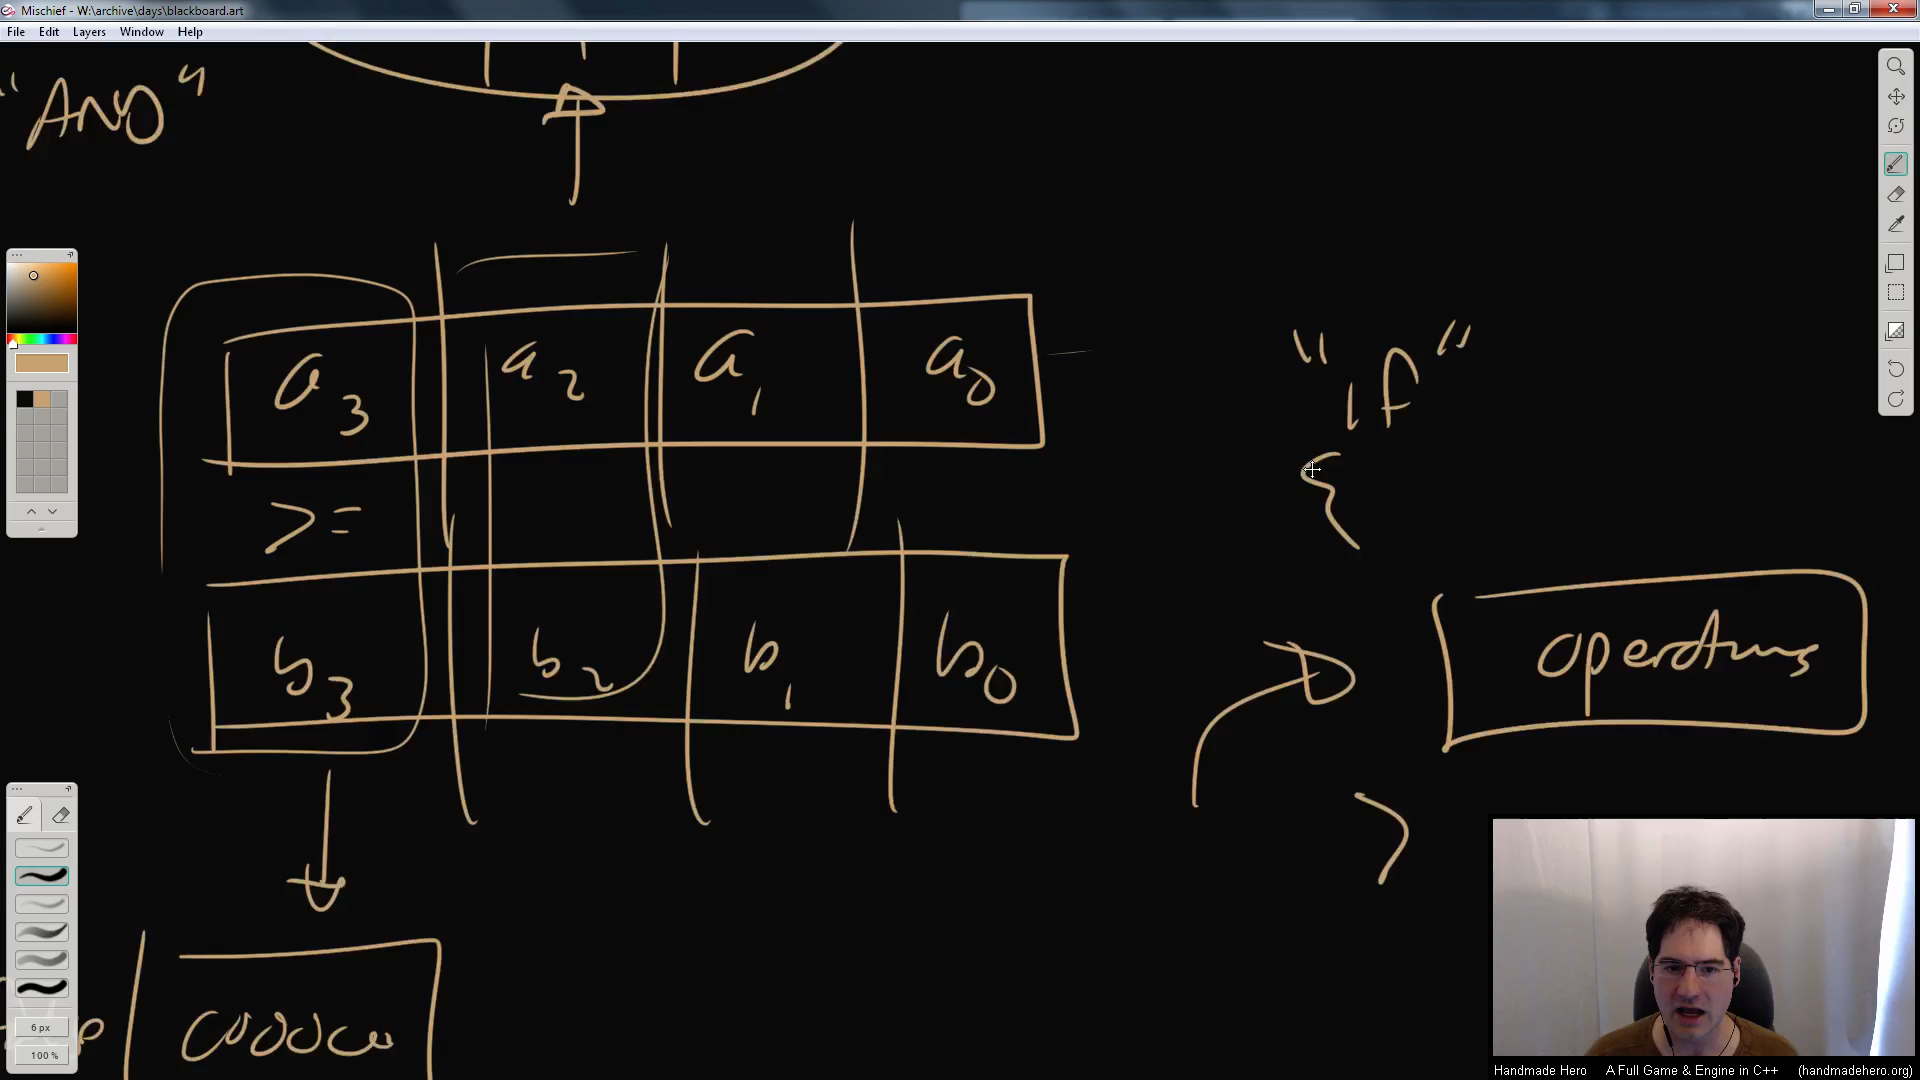 Mischief - W:\archive\days\blackboard.art
File Edit Layers Window Help
"AND"
a3 a2 a1 a0
"if"
{
>=
b3 b2 b1 b0
operations
}
6 px
100 %
Handmade Hero A Full Game & Engine in C++ (handmadehero.org)